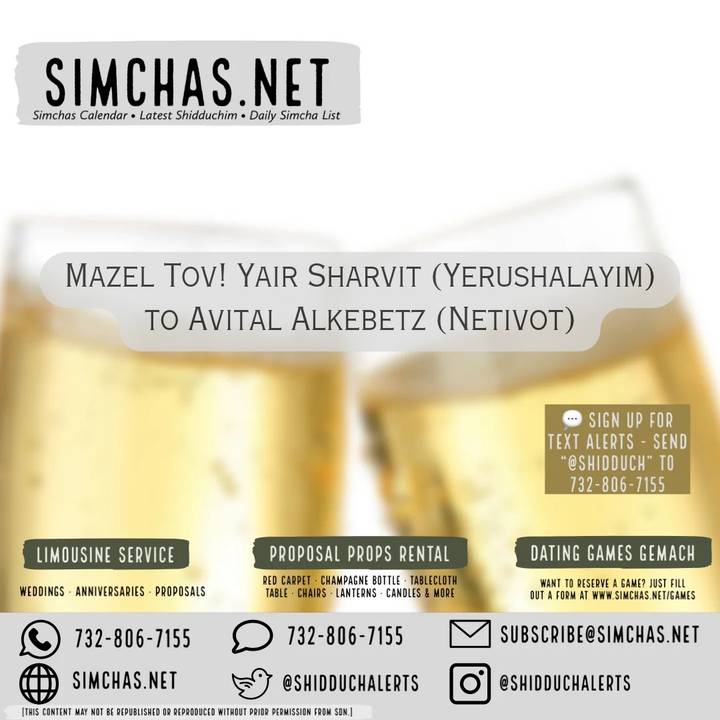 SIMCHAS.NET
Simchas Calendar • Latest Shidduchim • Daily Simcha List
MAZEL TOV! YAIR SHARVIT (YERUSHALAYIM)
TO AVITAL ALKEBETZ (NETIVOT)
💬 SIGN UP FOR
TEXT ALERTS - SEND
"@SHIDDUCH" TO
732-806-7155
LIMOUSINE SERVICE
WEDDINGS · ANNIVERSARIES · PROPOSALS
PROPOSAL PROPS RENTAL
RED CARPET · CHAMPAGNE BOTTLE · TABLECLOTH
TABLE · CHAIRS · LANTERNS · CANDLES & MORE
DATING GAMES GEMACH
WANT TO RESERVE A GAME? JUST FILL
OUT A FORM AT WWW.SIMCHAS.NET/GAMES
732-806-7155
732-806-7155
SUBSCRIBE@SIMCHAS.NET
SIMCHAS.NET
@SHIDDUCHALERTS
@SHIDDUCHALERTS
[THIS CONTENT MAY NOT BE REPUBLISHED OR REPRODUCED WITHOUT PRIOR PERMISSION FROM SDN.]